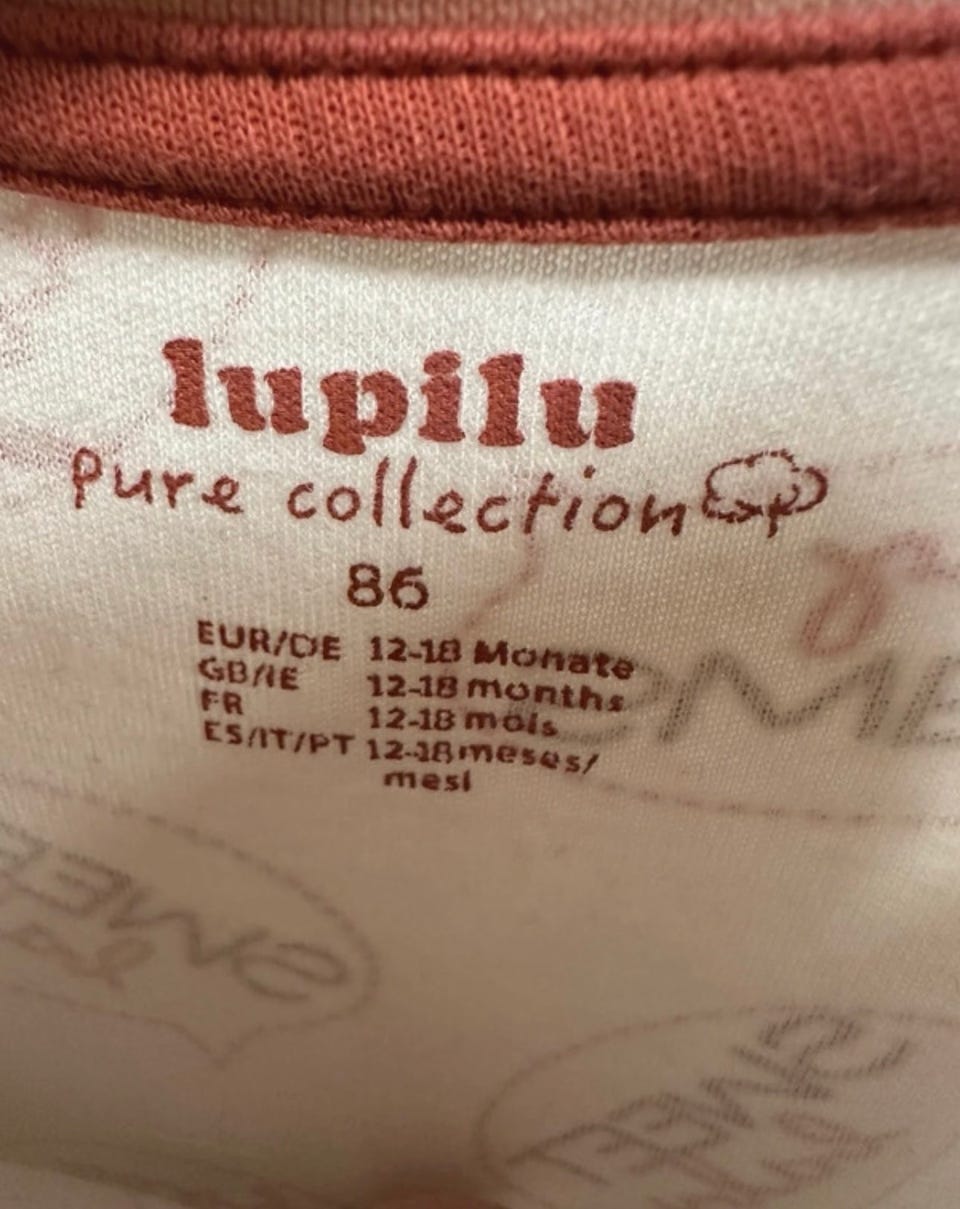 lupilu
Pure collection
86
EUR/DE 12-18 Monate
GB/IE 12-18 months
FR 12-18 mois
ES/IT/PT 12-18 meses/
mesi